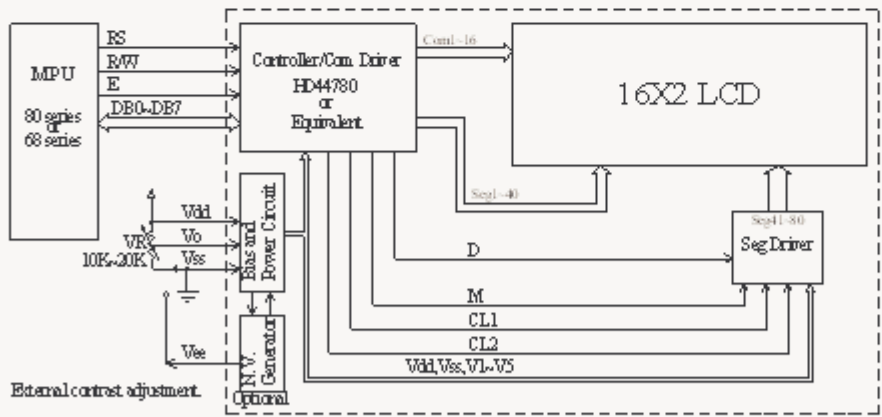 MPU
80 series
or
68 series
RS
R/W
E
DB0~DB7
Controller/Com Driver
HD44780
or
Equivalent
Com1~16
16X2 LCD
Seg1~40
Seg41~80
Seg Driver
Vdd
Vo
Vss
VR
10K~20K
Bias and
Power Circuit
D
M
CL1
CL2
Vdd,Vss,V1~V5
Vee
N.V.
Generator
Optional
External contrast adjustment.